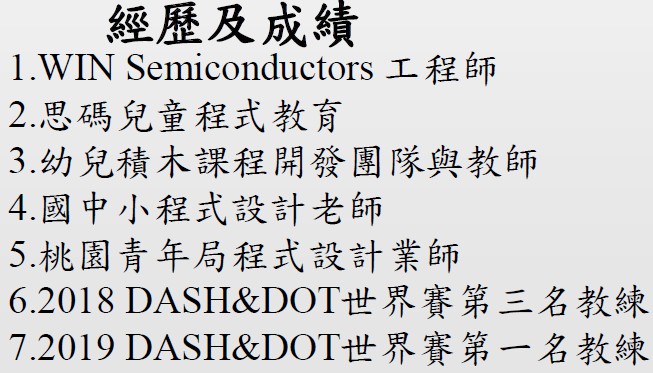 經歷及成績
1.WIN Semiconductors 工程師
2.思碼兒童程式教育
3.幼兒積木課程開發團隊與教師
4.國中小程式設計老師
5.桃園青年局程式設計業師
6.2018 DASH&DOT世界賽第三名教練
7.2019 DASH&DOT世界賽第一名教練